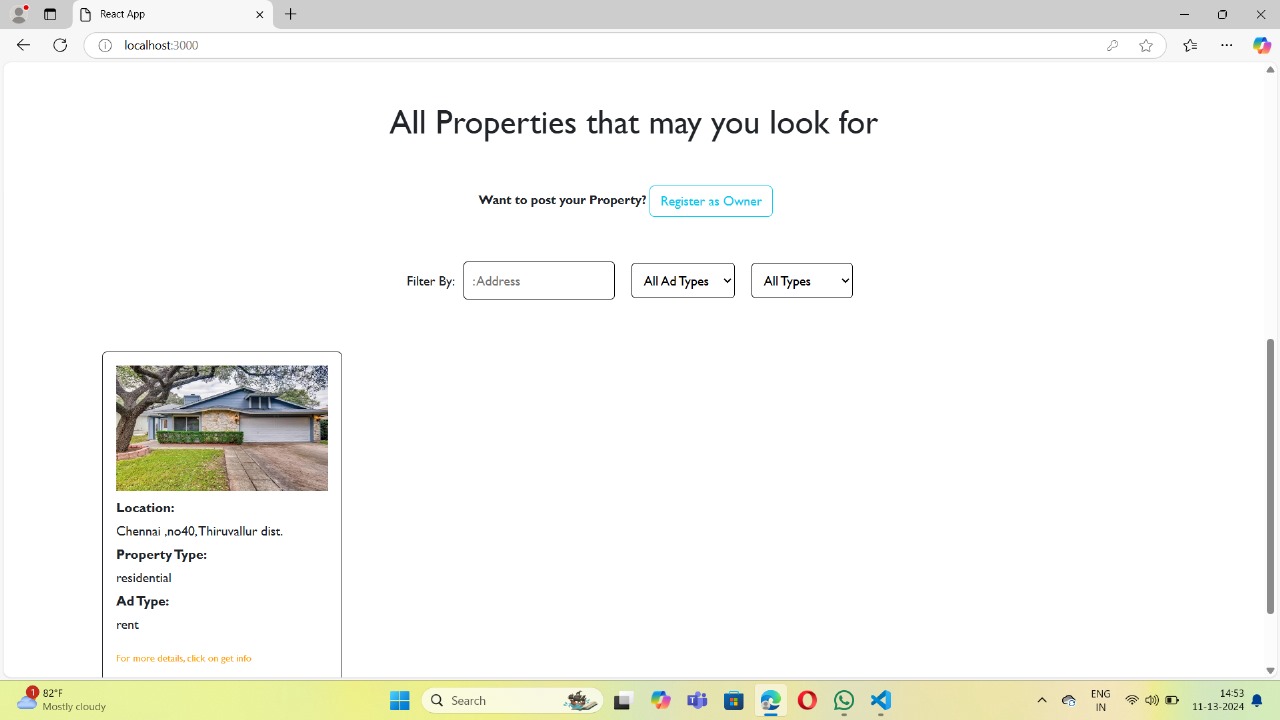 React App
localhost:3000
All Properties that may you look for
Want to post your Property? Register as Owner
Filter By: :Address All Ad Types All Types
Location:
Chennai ,no40,Thiruvallur dist.
Property Type:
residential
Ad Type:
rent
For more details, click on get info
1
82°F
Mostly cloudy
Search
ENG
IN
14:53
11-13-2024